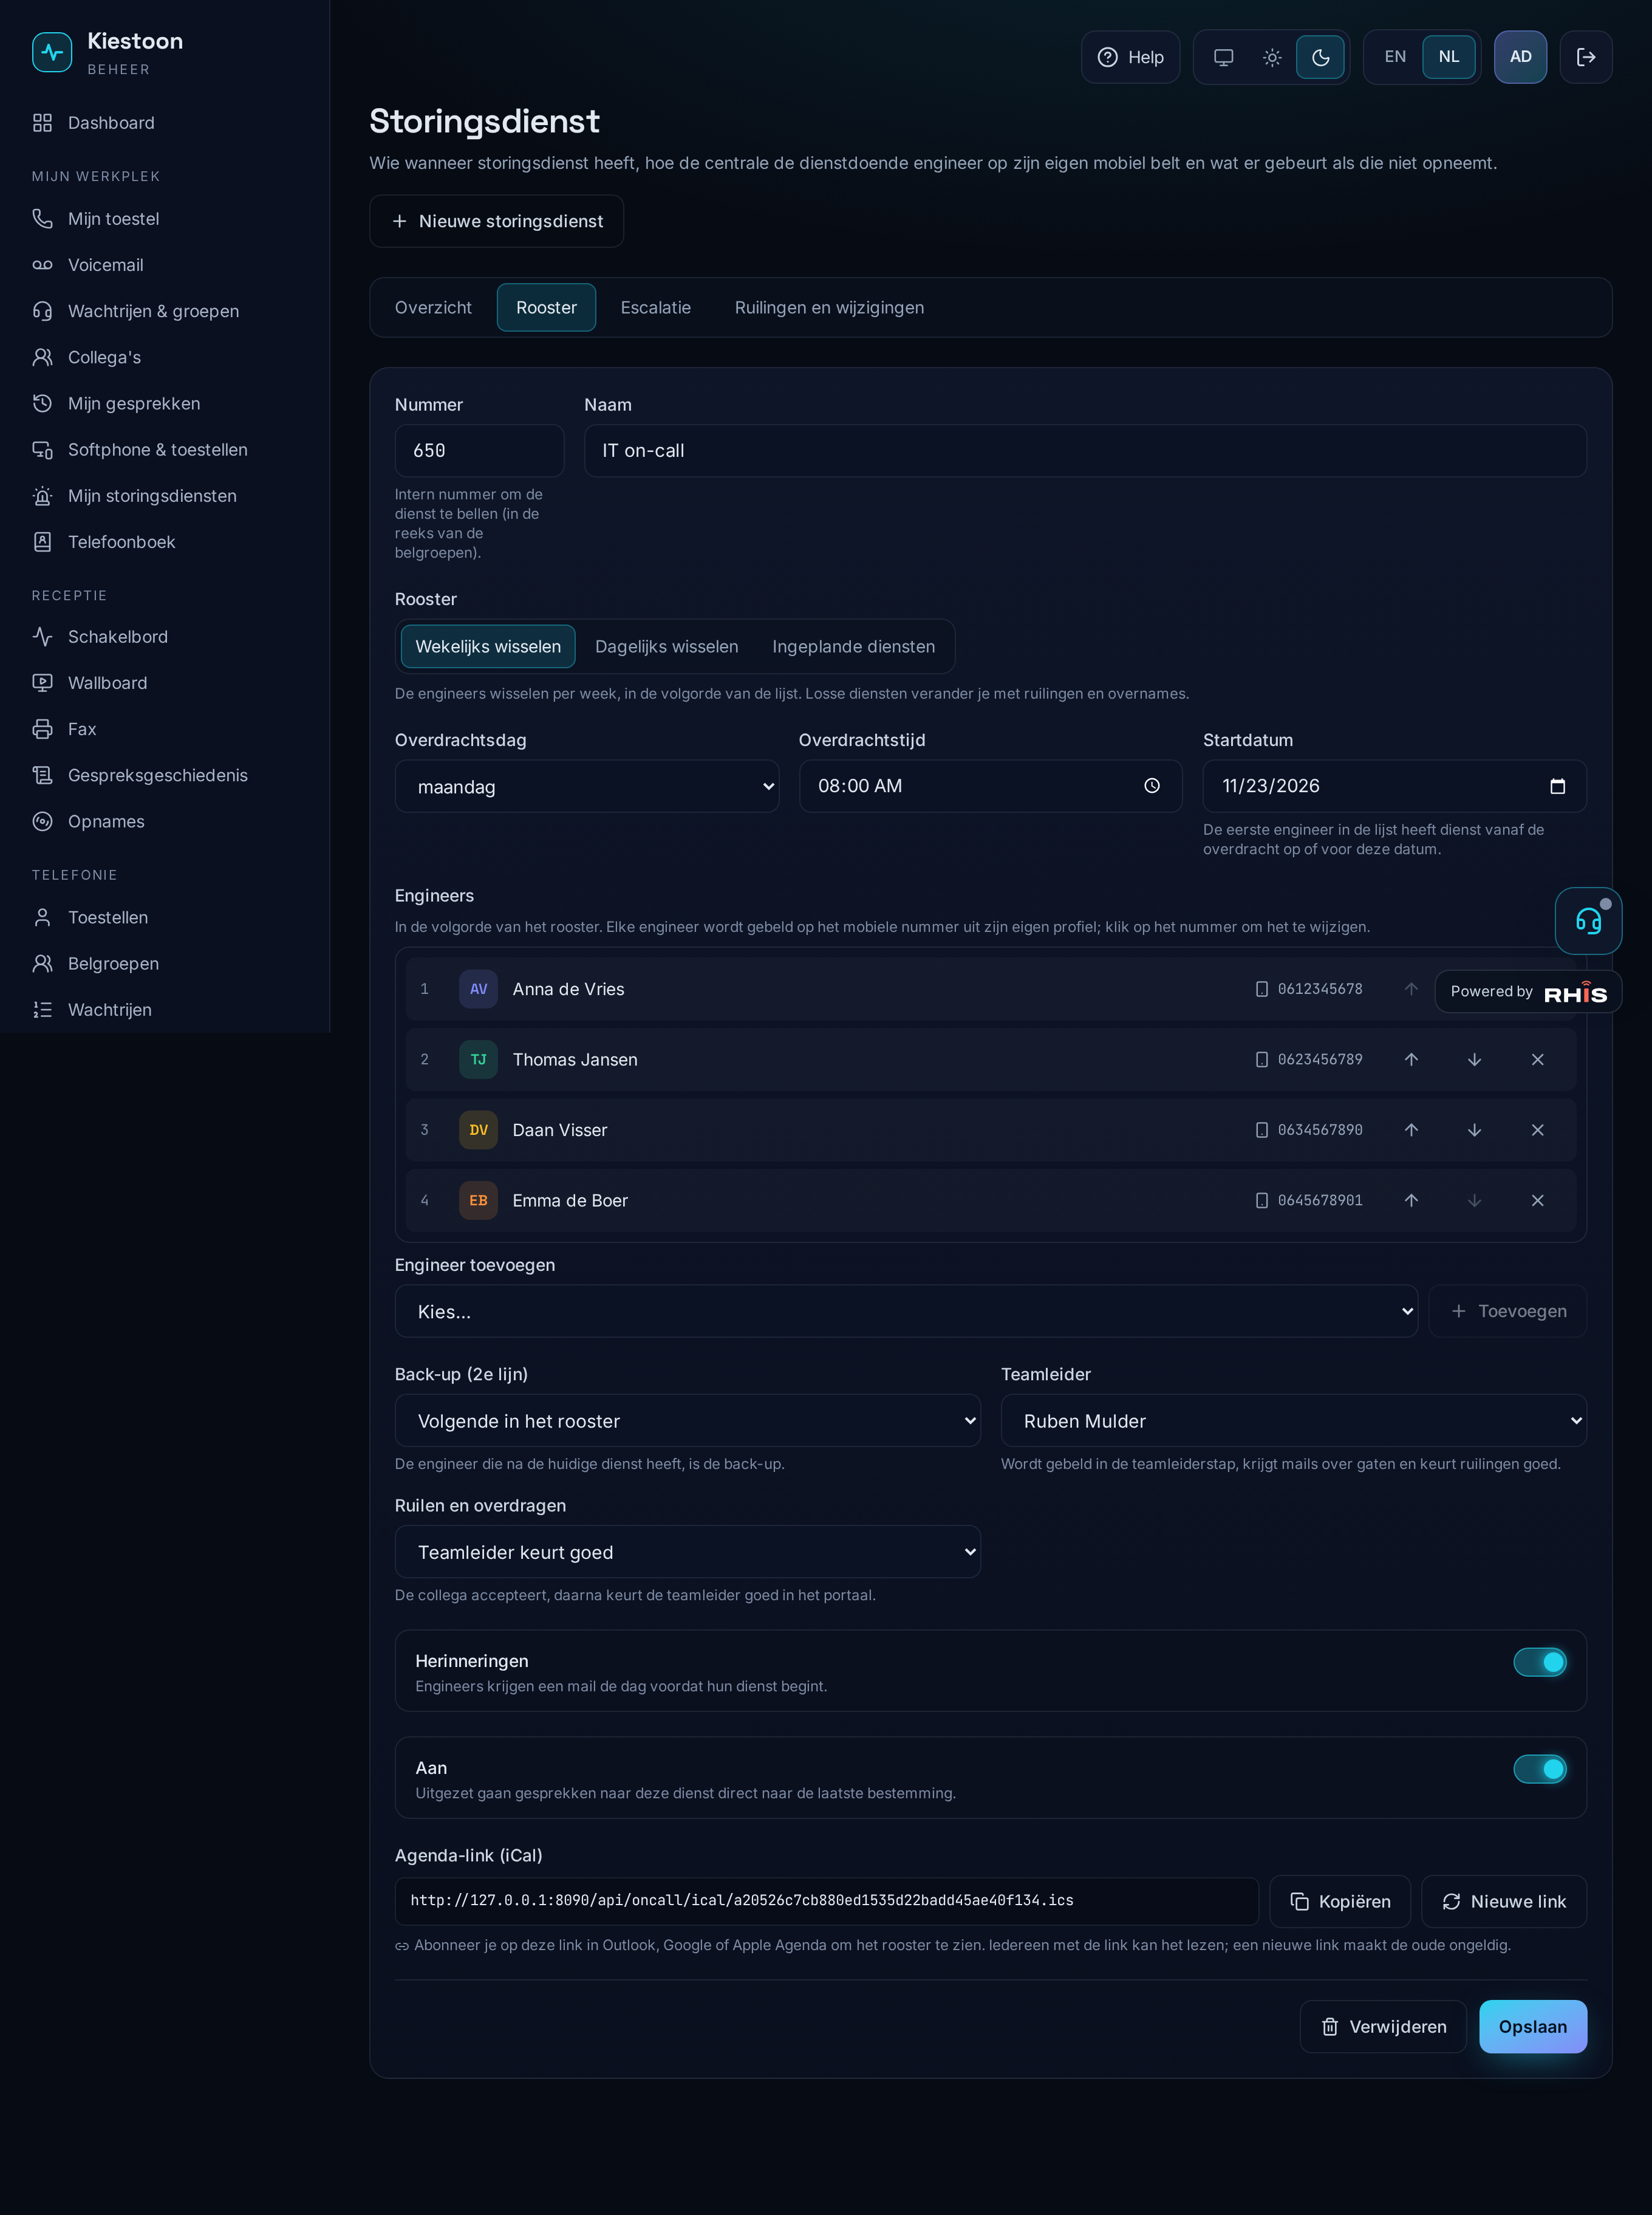 Kiestoon
BEHEER
Dashboard
MIJN WERKPLEK
Mijn toestel
Voicemail
Wachtrijen & groepen
Collega's
Mijn gesprekken
Softphone & toestellen
Mijn storingsdiensten
Telefoonboek
RECEPTIE
Schakelbord
Wallboard
Fax
Gespreksgeschiedenis
Opnames
TELEFONIE
Toestellen
Belgroepen
Wachtrijen
Help
EN
NL
AD
Storingsdienst
Wie wanneer storingsdienst heeft, hoe de centrale de dienstdoende engineer op zijn eigen mobiel belt en wat er gebeurt als die niet opneemt.
Nieuwe storingsdienst
Overzicht
Rooster
Escalatie
Ruilingen en wijzigingen
Nummer
Naam
650
IT on-call
Intern nummer om de
dienst te bellen (in de
reeks van de
belgroepen).
Rooster
Wekelijks wisselen
Dagelijks wisselen
Ingeplande diensten
De engineers wisselen per week, in de volgorde van de lijst. Losse diensten verander je met ruilingen en overnames.
Overdrachtsdag
Overdrachtstijd
Startdatum
maandag
08:00 AM
11/23/2026
De eerste engineer in de lijst heeft dienst vanaf de
overdracht op of voor deze datum.
Engineers
In de volgorde van het rooster. Elke engineer wordt gebeld op het mobiele nummer uit zijn eigen profiel; klik op het nummer om het te wijzigen.
1 AV Anna de Vries 0612345678
Powered by RHIS
2 TJ Thomas Jansen 0623456789
3 DV Daan Visser 0634567890
4 EB Emma de Boer 0645678901
Engineer toevoegen
Kies...
Toevoegen
Back-up (2e lijn)
Teamleider
Volgende in het rooster
Ruben Mulder
De engineer die na de huidige dienst heeft, is de back-up.
Wordt gebeld in de teamleiderstap, krijgt mails over gaten en keurt ruilingen goed.
Ruilen en overdragen
Teamleider keurt goed
De collega accepteert, daarna keurt de teamleider goed in het portaal.
Herinneringen
Engineers krijgen een mail de dag voordat hun dienst begint.
Aan
Uitgezet gaan gesprekken naar deze dienst direct naar de laatste bestemming.
Agenda-link (iCal)
http://127.0.0.1:8090/api/oncall/ical/a20526c7cb880ed1535d22badd45ae40f134.ics
Kopiëren
Nieuwe link
Abonneer je op deze link in Outlook, Google of Apple Agenda om het rooster te zien. Iedereen met de link kan het lezen; een nieuwe link maakt de oude ongeldig.
Verwijderen
Opslaan